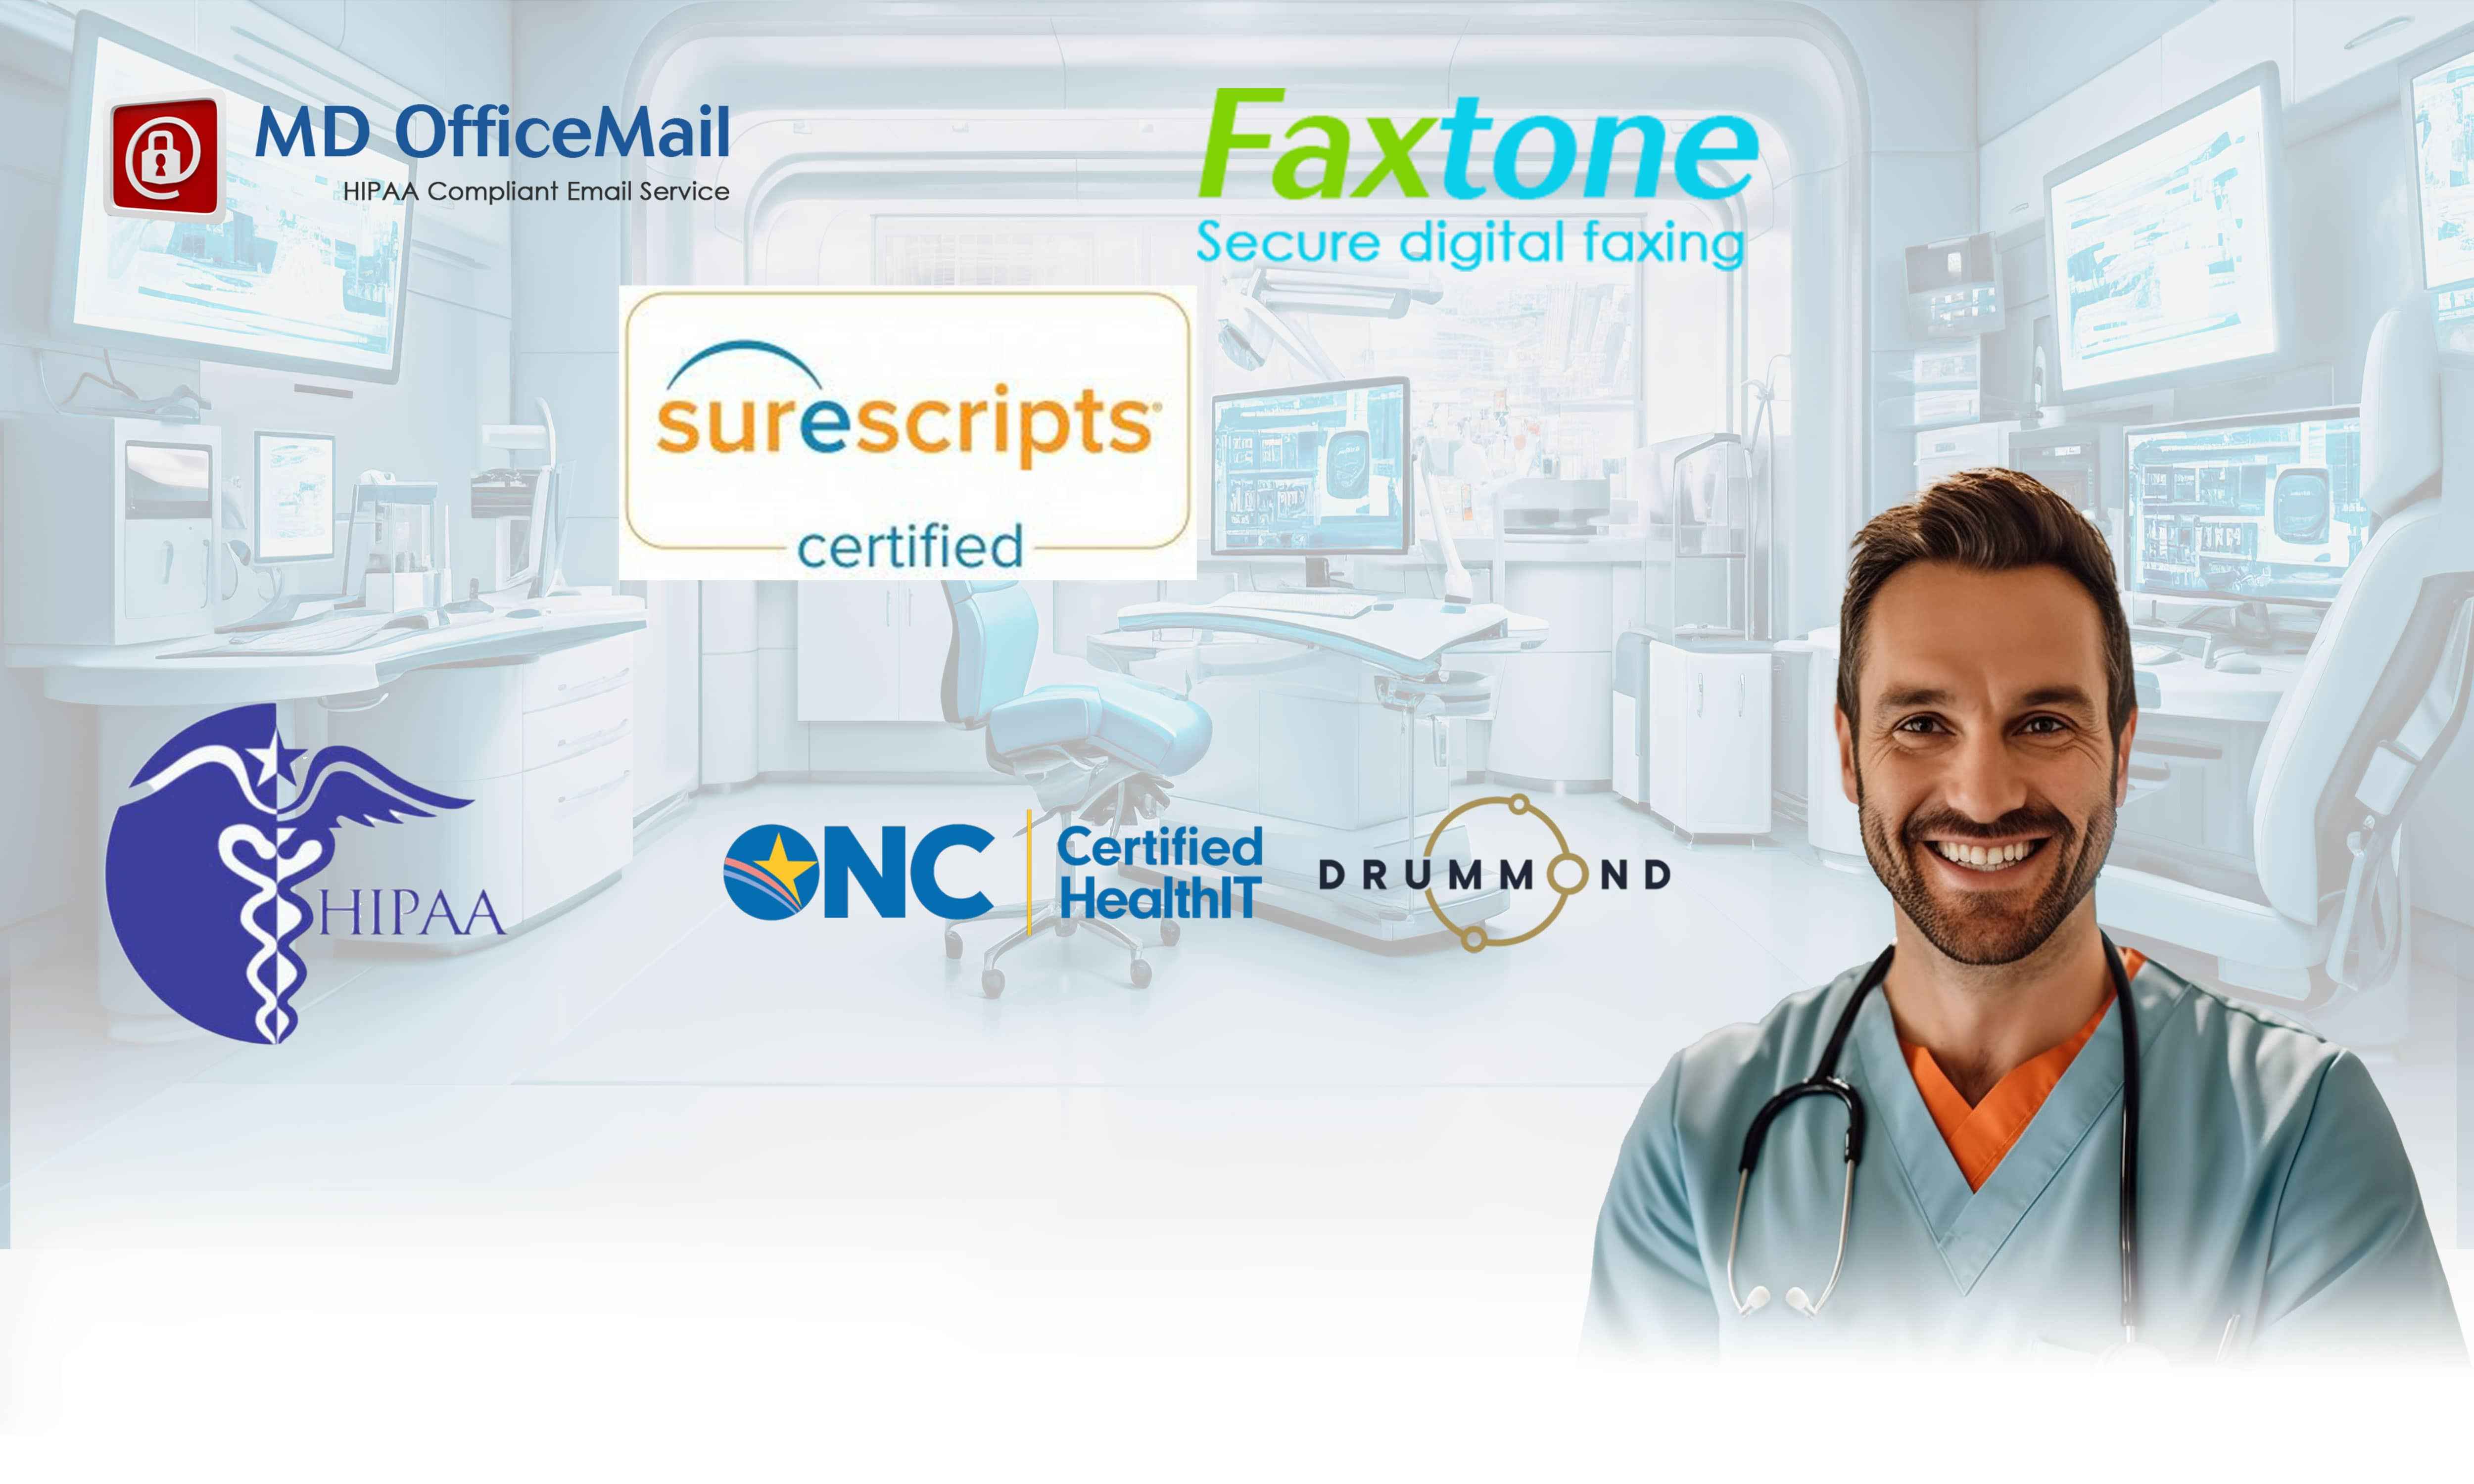 MD OfficeMail
HIPAA Compliant Email Service
Faxtone
Secure digital faxing
surescripts®
certified
HIPAA
ONC
Certified
HealthIT
DRUMMOND